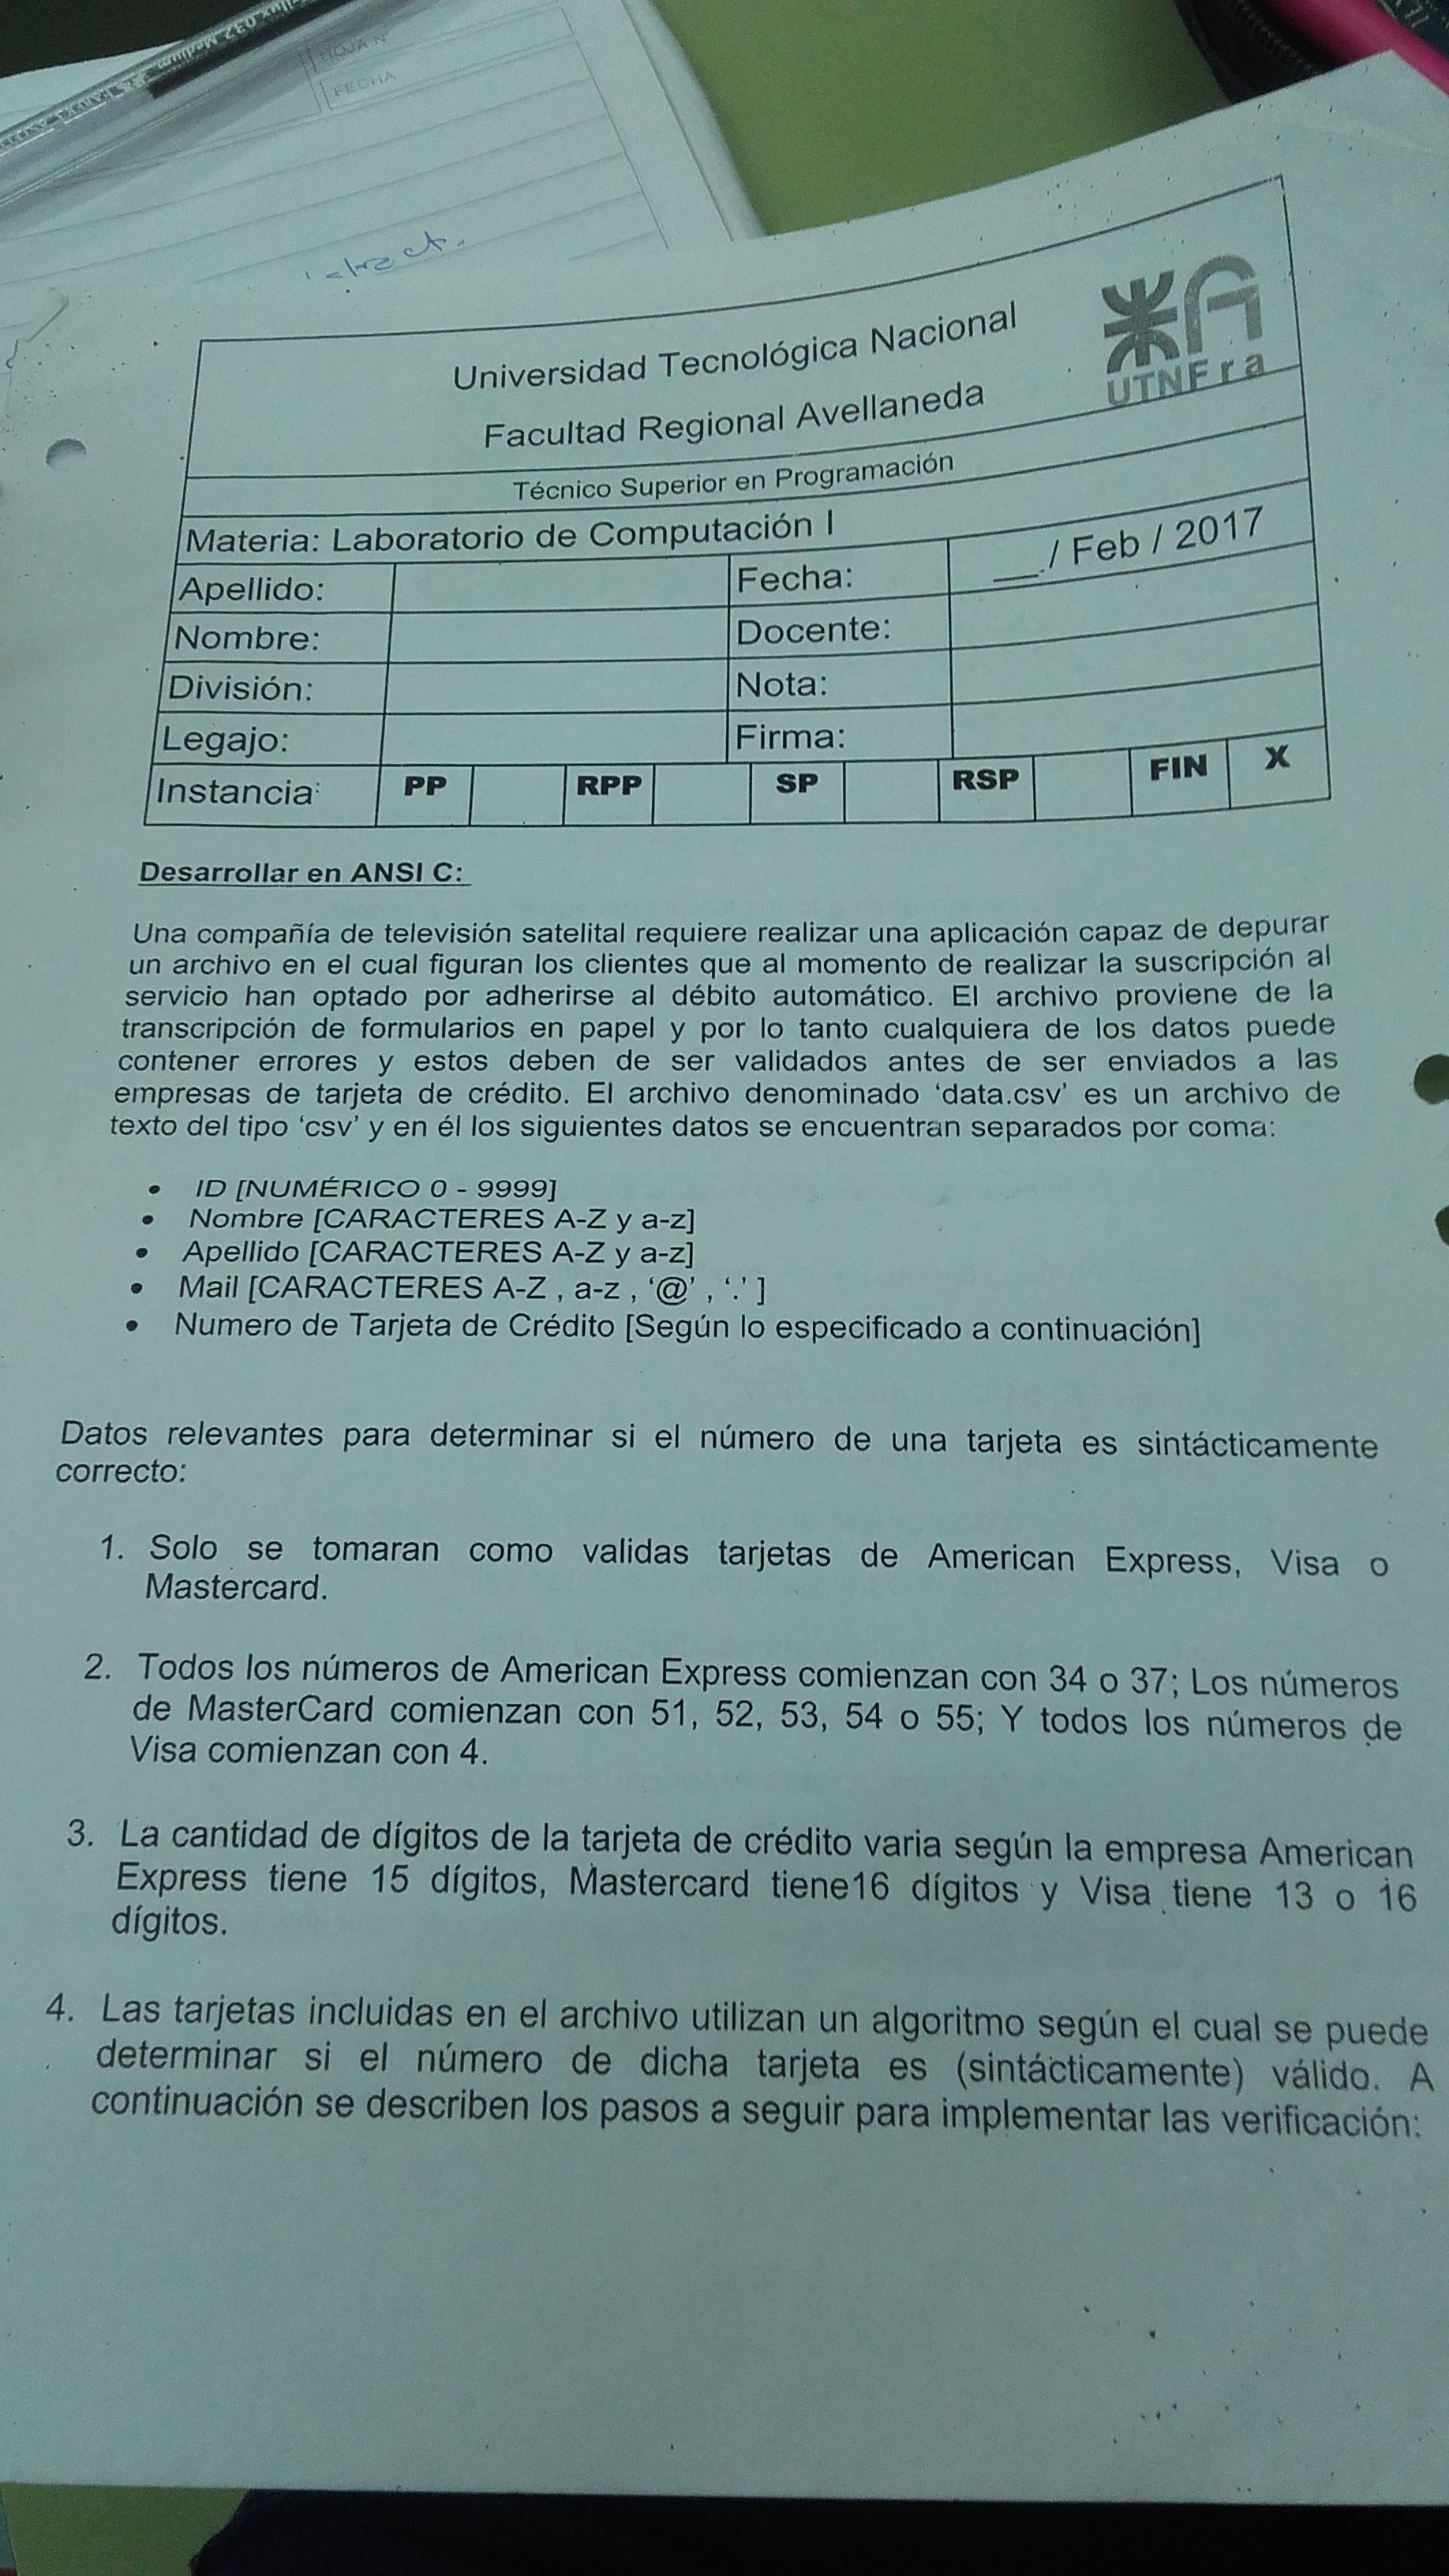 HOJA N
FECHA
Universidad Tecnológica Nacional
Facultad Regional Avellaneda
UTNFra
Técnico Superior en Programación
Materia: Laboratorio de Computación I
Apellido: Fecha: __ / Feb / 2017
Nombre: Docente:
División: Nota:
Legajo: Firma:
Instancia: PP RPP SP RSP FIN X
Desarrollar en ANSI C:
Una compañía de televisión satelital requiere realizar una aplicación capaz de depurar
un archivo en el cual figuran los clientes que al momento de realizar la suscripción al
servicio han optado por adherirse al débito automático. El archivo proviene de la
transcripción de formularios en papel y por lo tanto cualquiera de los datos puede
contener errores y estos deben de ser validados antes de ser enviados a las
empresas de tarjeta de crédito. El archivo denominado ‘data.csv’ es un archivo de
texto del tipo ‘csv’ y en él los siguientes datos se encuentran separados por coma:
• ID [NUMÉRICO 0 - 9999]
• Nombre [CARACTERES A-Z y a-z]
• Apellido [CARACTERES A-Z y a-z]
• Mail [CARACTERES A-Z , a-z , ‘@’ , ‘.’ ]
• Numero de Tarjeta de Crédito [Según lo especificado a continuación]
Datos relevantes para determinar si el número de una tarjeta es sintácticamente
correcto:
1. Solo se tomaran como validas tarjetas de American Express, Visa o
Mastercard.
2. Todos los números de American Express comienzan con 34 o 37; Los números
de MasterCard comienzan con 51, 52, 53, 54 o 55; Y todos los números de
Visa comienzan con 4.
3. La cantidad de dígitos de la tarjeta de crédito varia según la empresa American
Express tiene 15 dígitos, Mastercard tiene16 dígitos y Visa tiene 13 o 16
dígitos.
4. Las tarjetas incluidas en el archivo utilizan un algoritmo según el cual se puede
determinar si el número de dicha tarjeta es (sintácticamente) válido. A
continuación se describen los pasos a seguir para implementar las verificación: